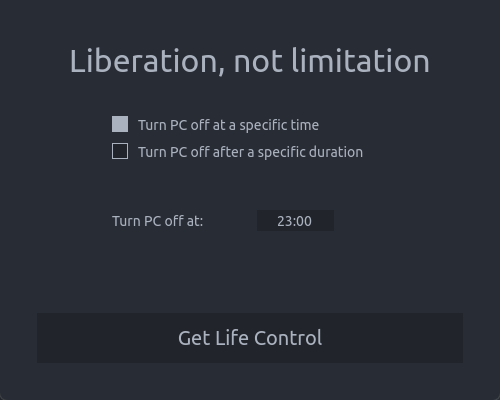 Liberation, not limitation
Turn PC off at a specific time
Turn PC off after a specific duration
Turn PC off at: 23:00
Get Life Control